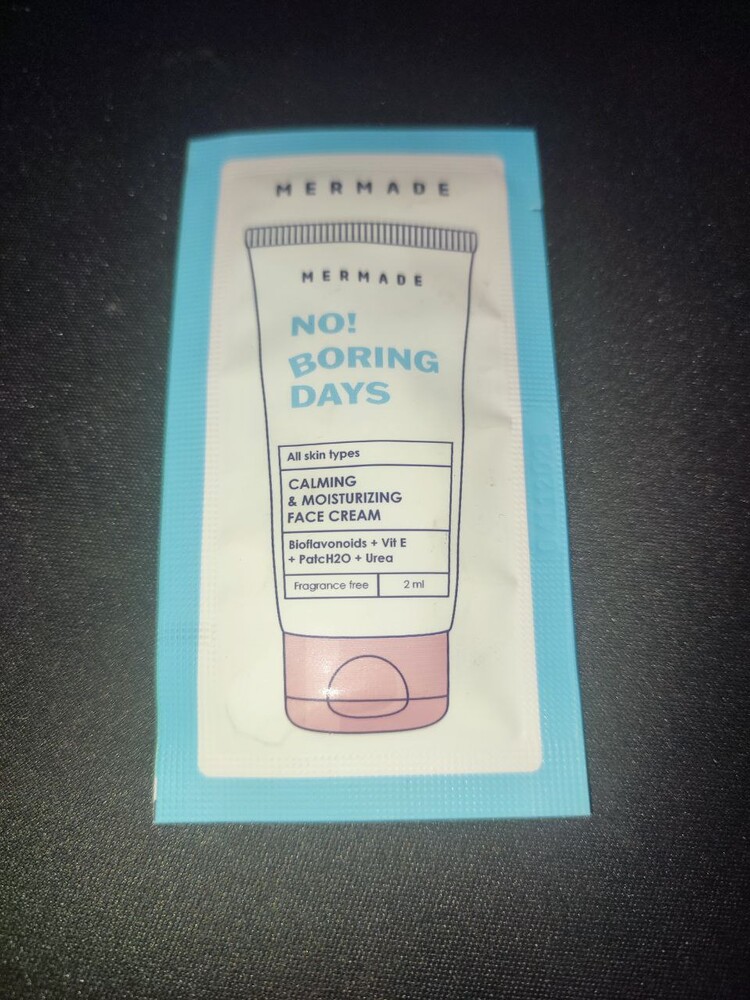 MERMADE
MERMADE
NO!
BORING
DAYS
All skin types
CALMING
& MOISTURIZING
FACE CREAM
Bioflavonoids + Vit E
+ PatcH2O + Urea
Fragrance free
2 ml